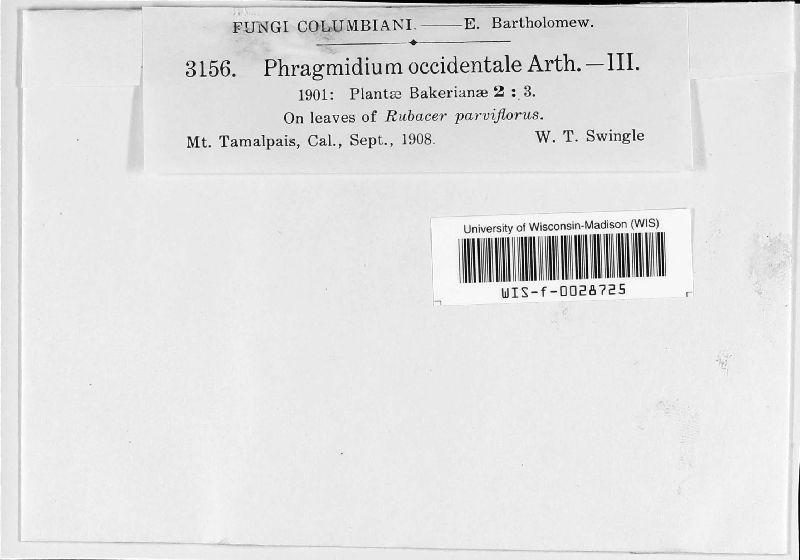 FUNGI COLUMBIANI.——E. Bartholomew.
3156. Phragmidium occidentale Arth.—III.
1901: Plantæ Bakerianæ 2 : 3.
On leaves of Rubacer parviflorus.
Mt. Tamalpais, Cal., Sept., 1908. W. T. Swingle
University of Wisconsin-Madison (WIS)
WIS-f-0028725